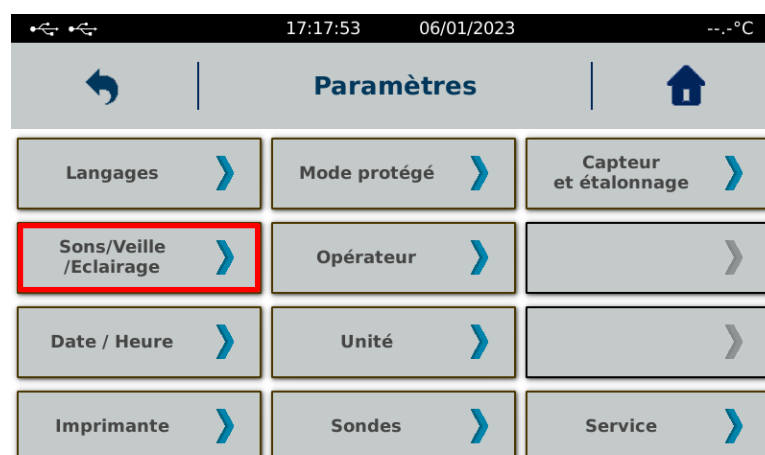 17:17:53 06/01/2023 --.-°C
Paramètres
Langages
Mode protégé
Capteur
et étalonnage
Sons/Veille
/Eclairage
Opérateur
Date / Heure
Unité
Imprimante
Sondes
Service